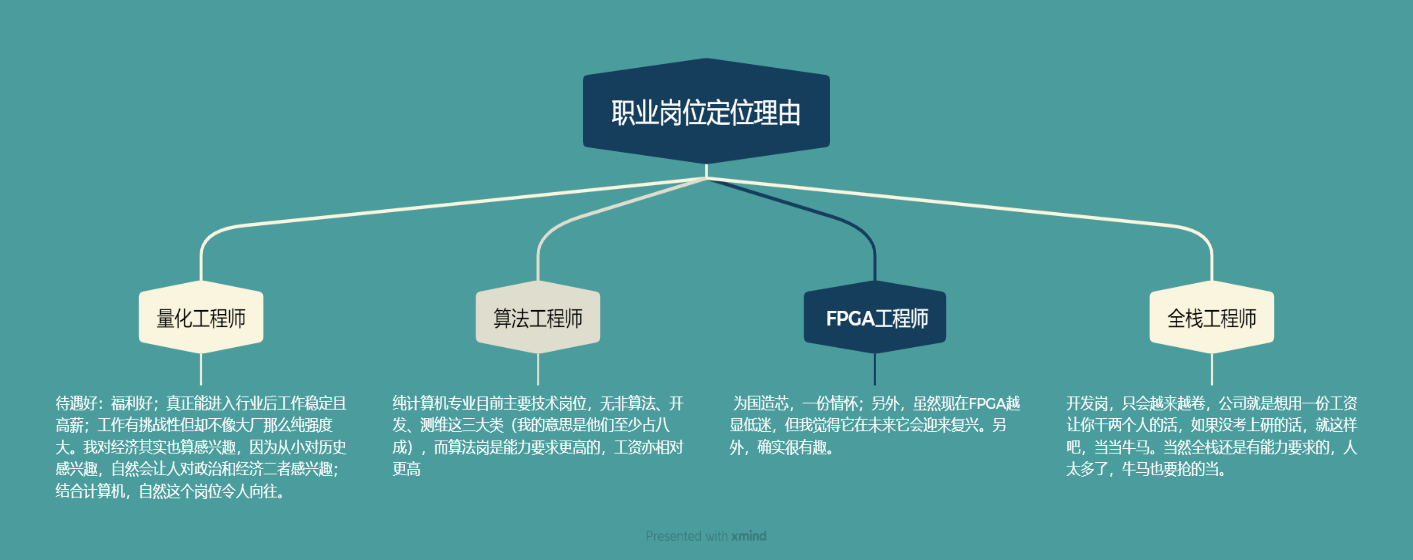 职业岗位定位理由
量化工程师
待遇好：福利好；真正能进入行业后工作稳定且
高薪；工作有挑战性但却不像大厂那么纯强度
大。我对经济其实也算感兴趣，因为从小对历史
感兴趣，自然会让人对政治和经济二者感兴趣；
结合计算机，自然这个岗位令人向往。
算法工程师
纯计算机专业目前主要技术岗位，无非算法、开
发、测维这三大类（我的意思是他们至少占八
成），而算法岗是能力要求更高的，工资亦相对
更高
FPGA工程师
为国造芯，一份情怀；另外，虽然现在FPGA越
显低迷，但我觉得它在未来它会迎来复兴。另
外，确实很有趣。
全栈工程师
开发岗，只会越来越卷，公司就是想用一份工资
让你干两个人的活，如果没考上研的话，就这样
吧，当当牛马。当然全栈还是有能力要求的，人
太多了，牛马也要抢的当。
Presented with xmind